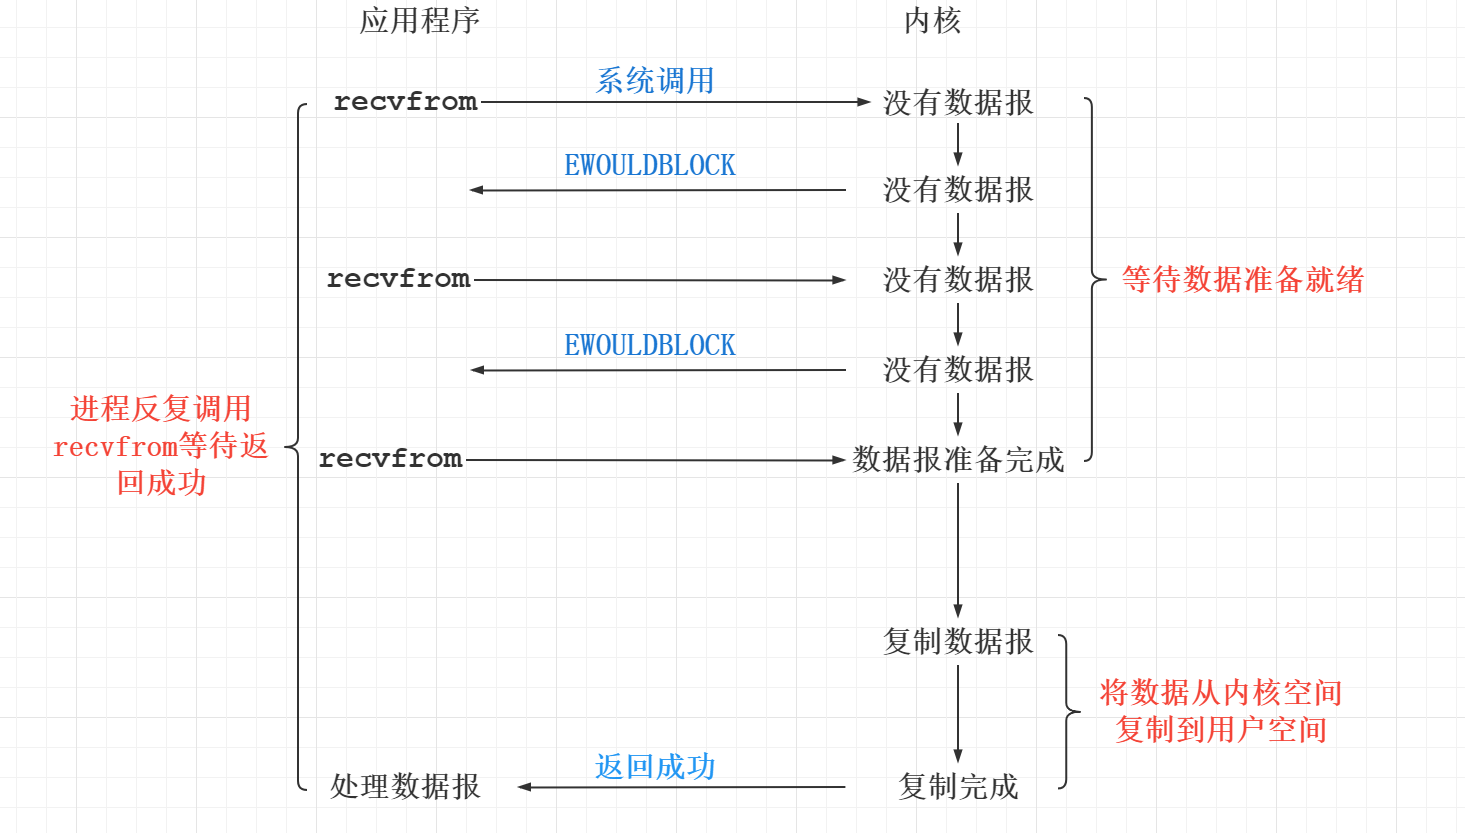 应用程序
内核
系统调用
recvfrom
没有数据报
EWOULDBLOCK
没有数据报
recvfrom
没有数据报
等待数据准备就绪
EWOULDBLOCK
没有数据报
进程反复调用
recvfrom等待返
回成功
recvfrom
数据报准备完成
复制数据报
将数据从内核空间
复制到用户空间
返回成功
处理数据报
复制完成